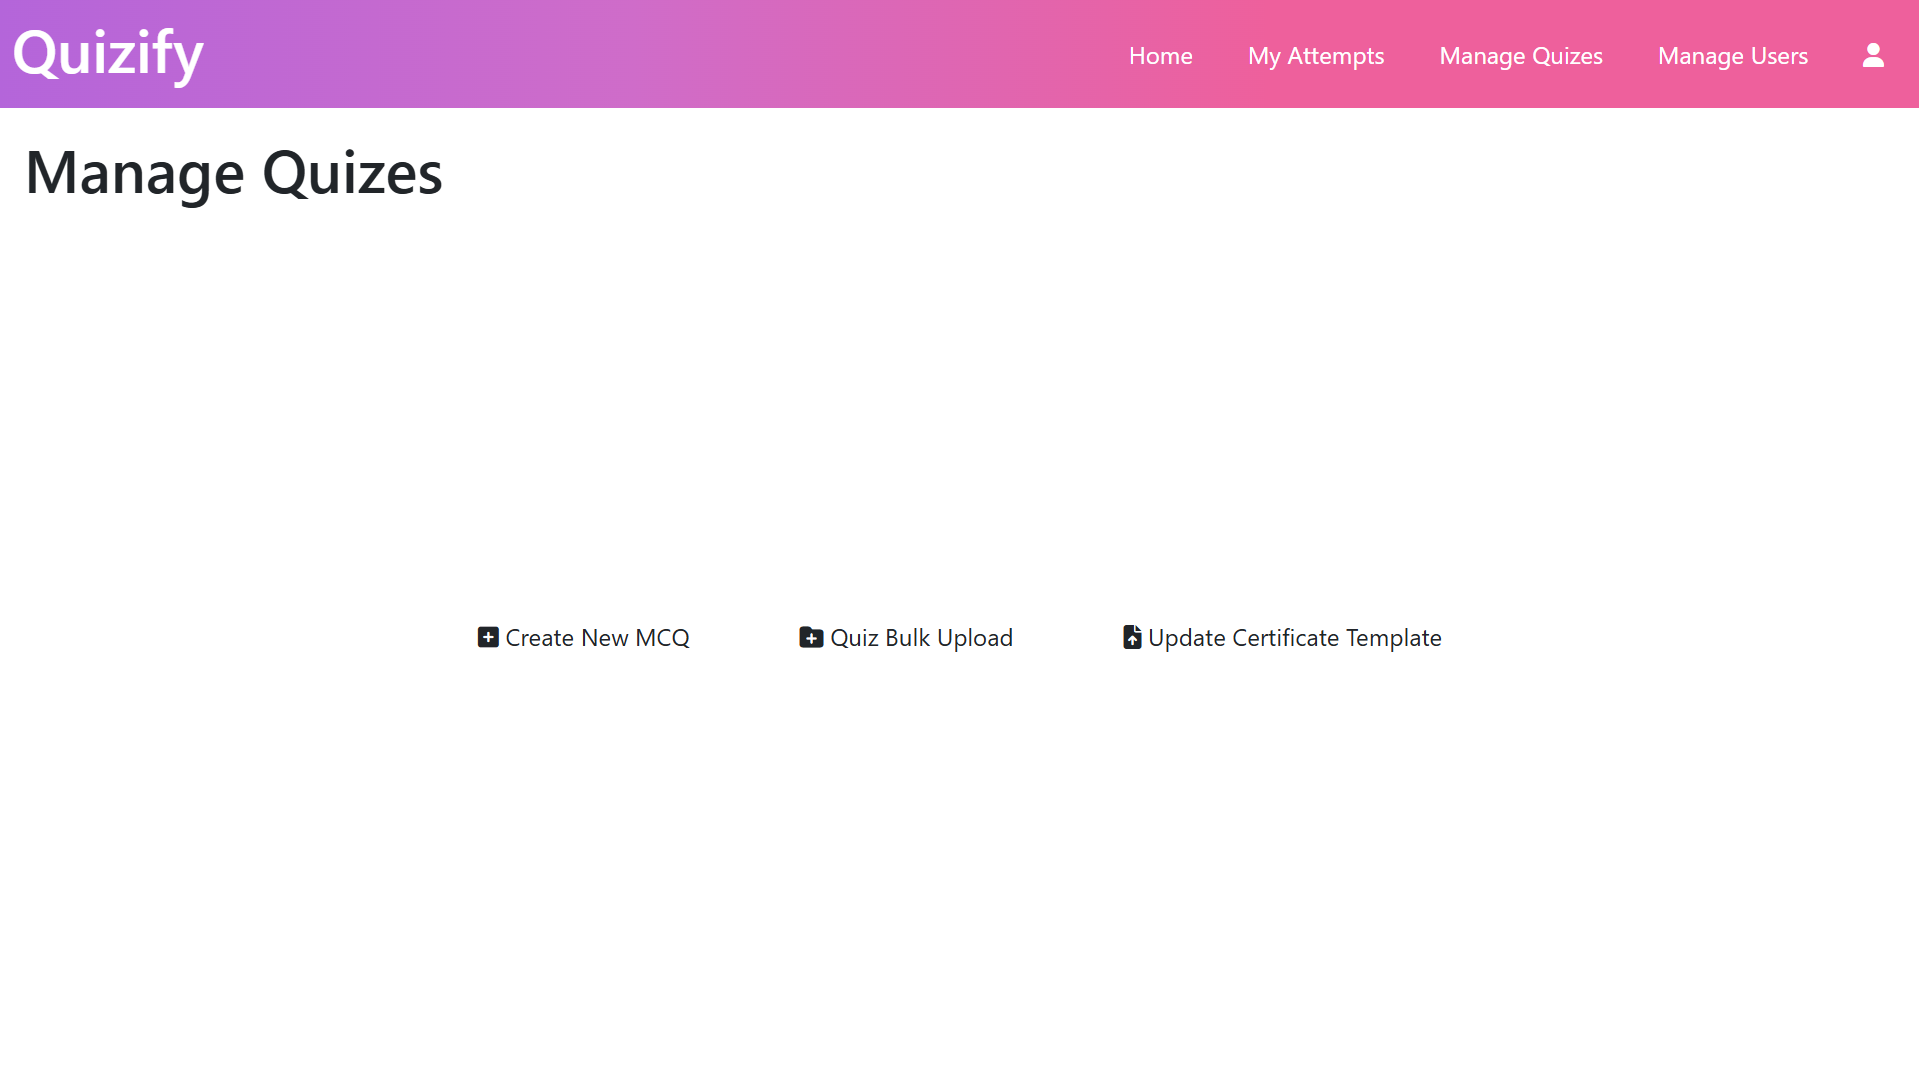 Quizify
Home My Attempts Manage Quizes Manage Users
Manage Quizes
Create New MCQ Quiz Bulk Upload Update Certificate Template